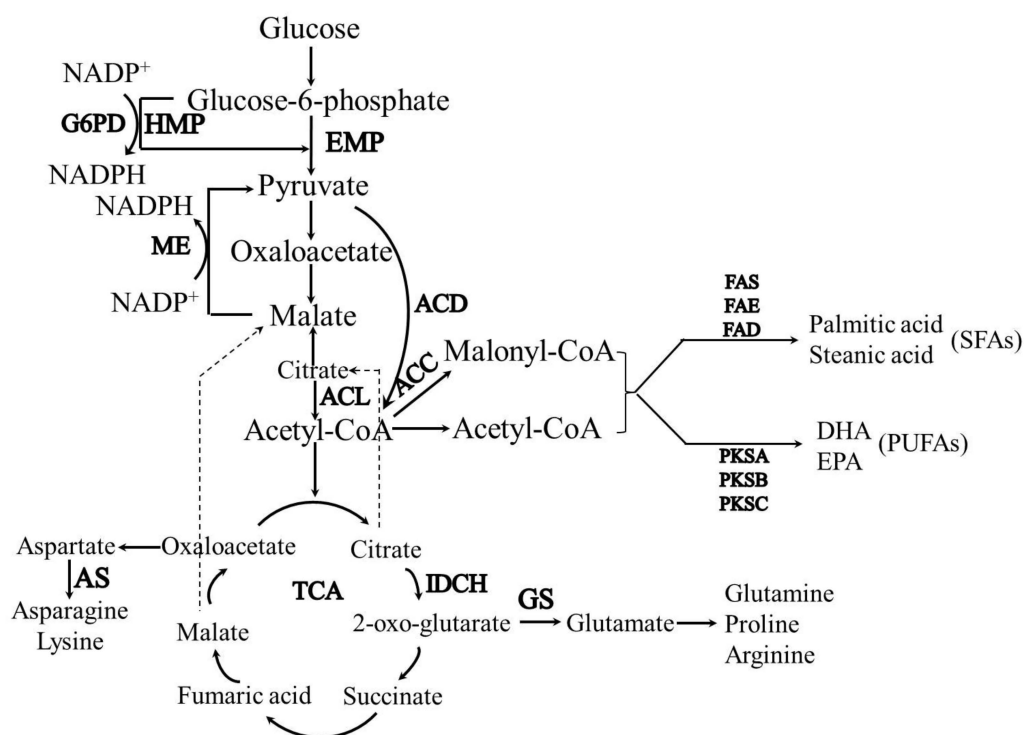 Glucose
NADP+
Glucose-6-phosphate
G6PD
HMP
EMP
NADPH
Pyruvate
NADPH
ME
Oxaloacetate
NADP+
Malate
ACD
FAS
FAE
FAD
Palmitic acid
Steanic acid
(SFAs)
Citrate
ACL
ACC
Malonyl-CoA
Acetyl-CoA
Acetyl-CoA
DHA
EPA
(PUFAs)
PKSA
PKSB
PKSC
Aspartate
Oxaloacetate
Citrate
AS
TCA
IDCH
GS
Asparagine
Lysine
Malate
2-oxo-glutarate
Glutamate
Glutamine
Proline
Arginine
Fumaric acid
Succinate